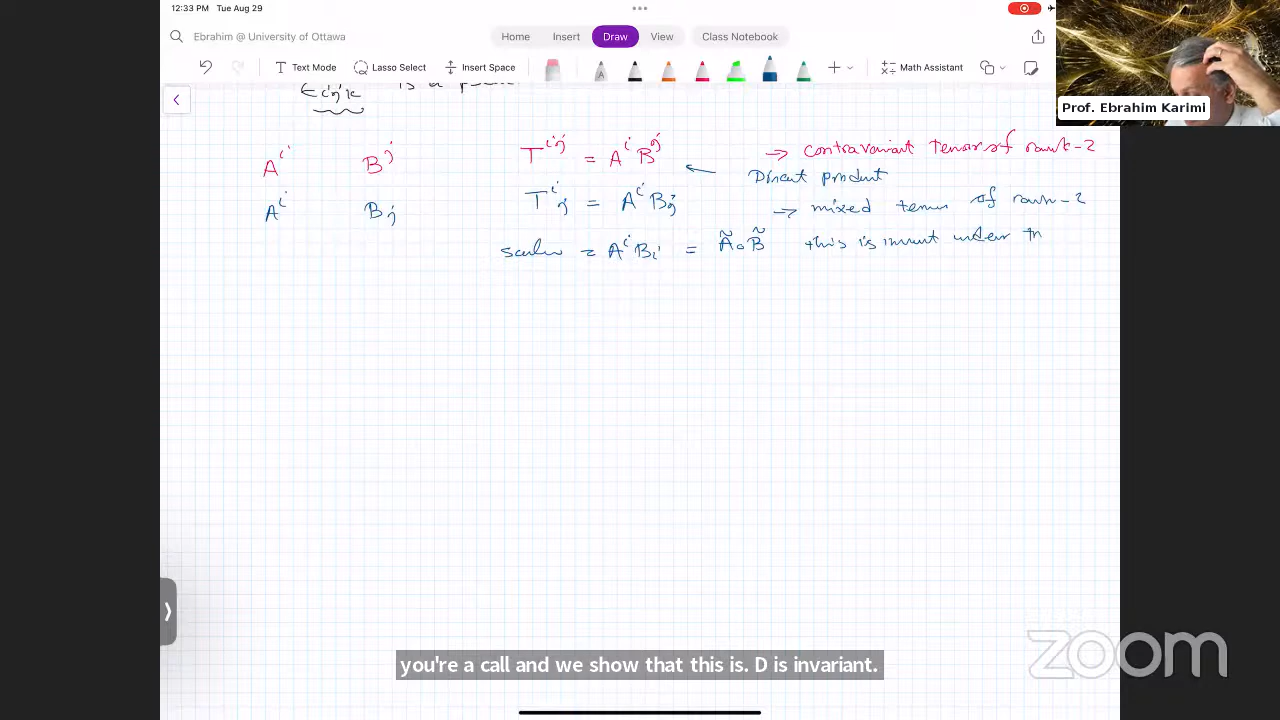 12:33 PM Tue Aug 29
Ebrahim @ University of Ottawa
Home Insert Draw View Class Notebook
Text Mode Lasso Select Insert Space Math Assistant
Prof. Ebrahim Karimi
ϵijk is a
A^i B^j T^ij = A^i B^j → contravariant tensor of rank-2
← Direct product
A^i B_j T^i_j = A^i B_j → mixed tensor of rank-2
scalar = A^i B_i = Ã∘B̃ this is under
zoom
you're a call and we show that this is. D is invariant.